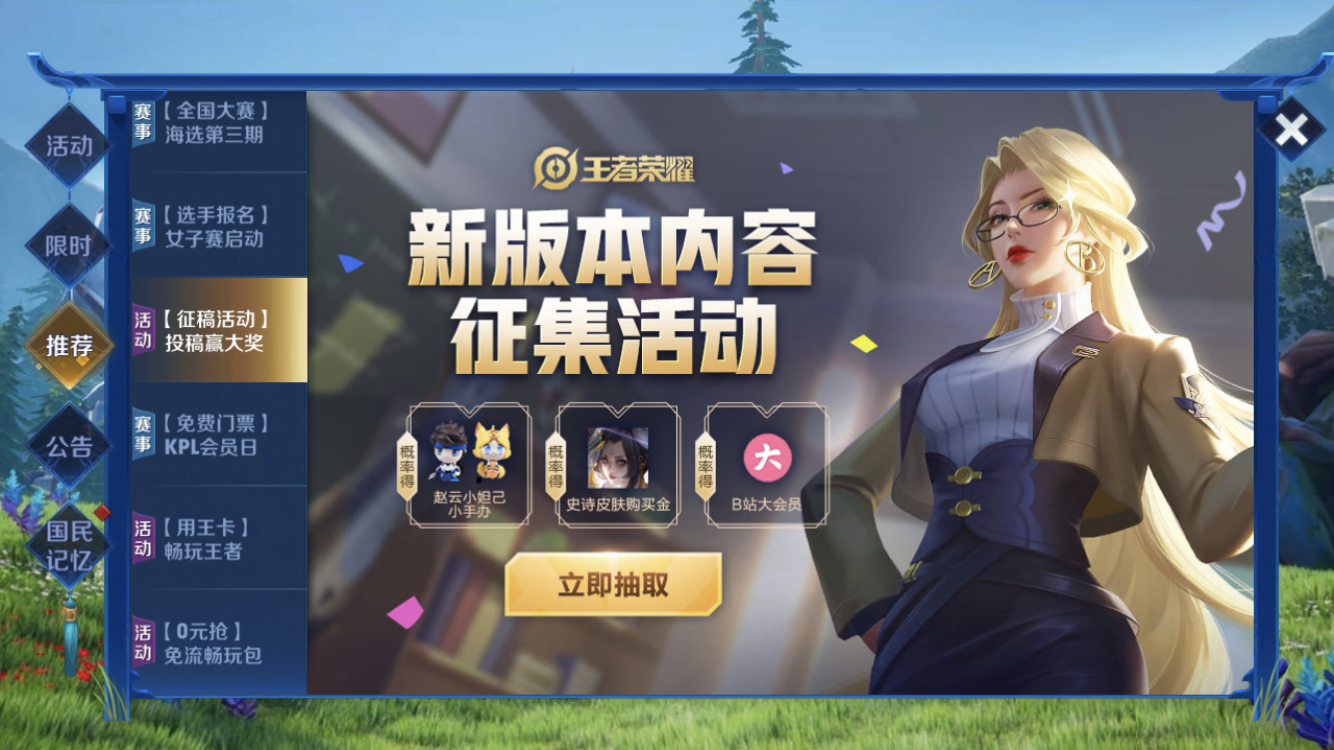 活动
限时
推荐
公告
国民
记忆
赛事
【全国大赛】
海选第三期
赛事
【选手报名】
女子赛启动
活动
【征稿活动】
投稿赢大奖
赛事
【免费门票】
KPL会员日
活动
【用王卡】
畅玩王者
活动
【0元抢】
免流畅玩包
王者荣耀
新版本内容
征集活动
概率得
赵云小妲己
小手办
概率得
史诗皮肤购买金
概率得
大
B站大会员
立即抽取
A
B